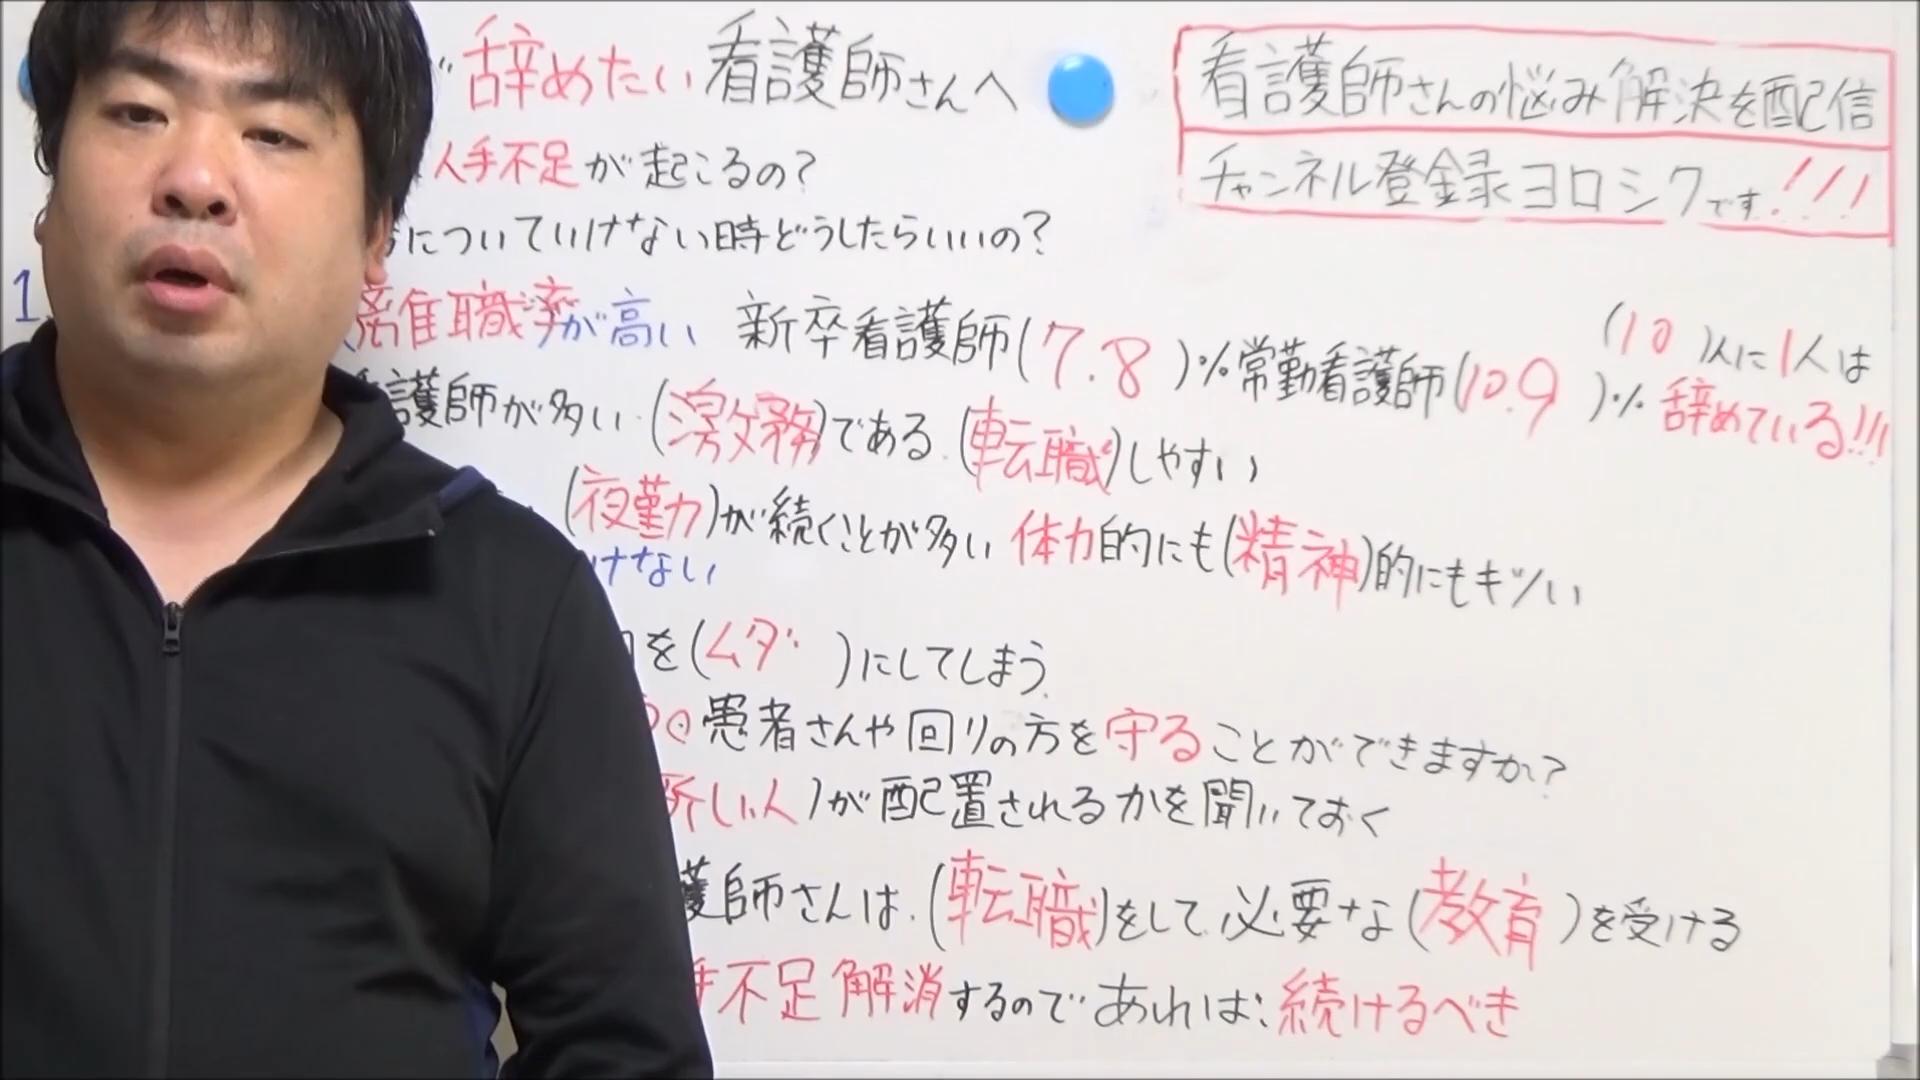 辞めたい看護師さんへ
看護師さんの悩み解決を配信
チャンネル登録ヨロシクです!!!
人手不足が起こるの?
についていけない時どうしたらいいの?
1
離職率が高い 新卒看護師(7.8)%常勤看護師(10.9)%
(10)人に1人は
辞めている!!!
護師が多い (激務)である (転職)しやすい
(夜勤)が続くことが多い 体力的にも(精神)的にもキツい
けない
を(ムダ)にしてしまう
患者さんや回りの方を守ることができますか?
新しい人)が配置されるかを聞いておく
護師さんは (転職)をして必要な(教育)を受ける
手不足解消するのであれば続けるべき